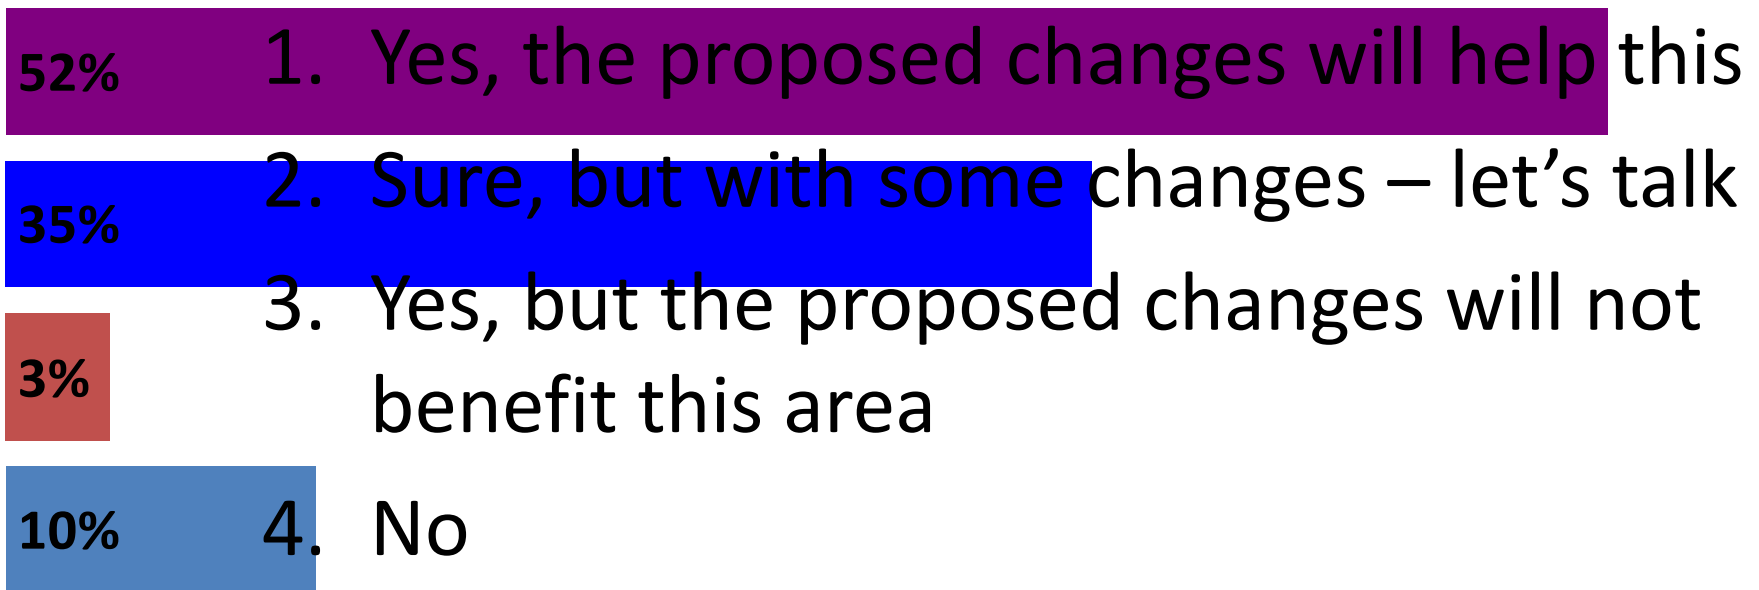 52% 1. Yes, the proposed changes will help this
35% 2. Sure, but with some changes – let’s talk
3% 3. Yes, but the proposed changes will not
benefit this area
10% 4. No